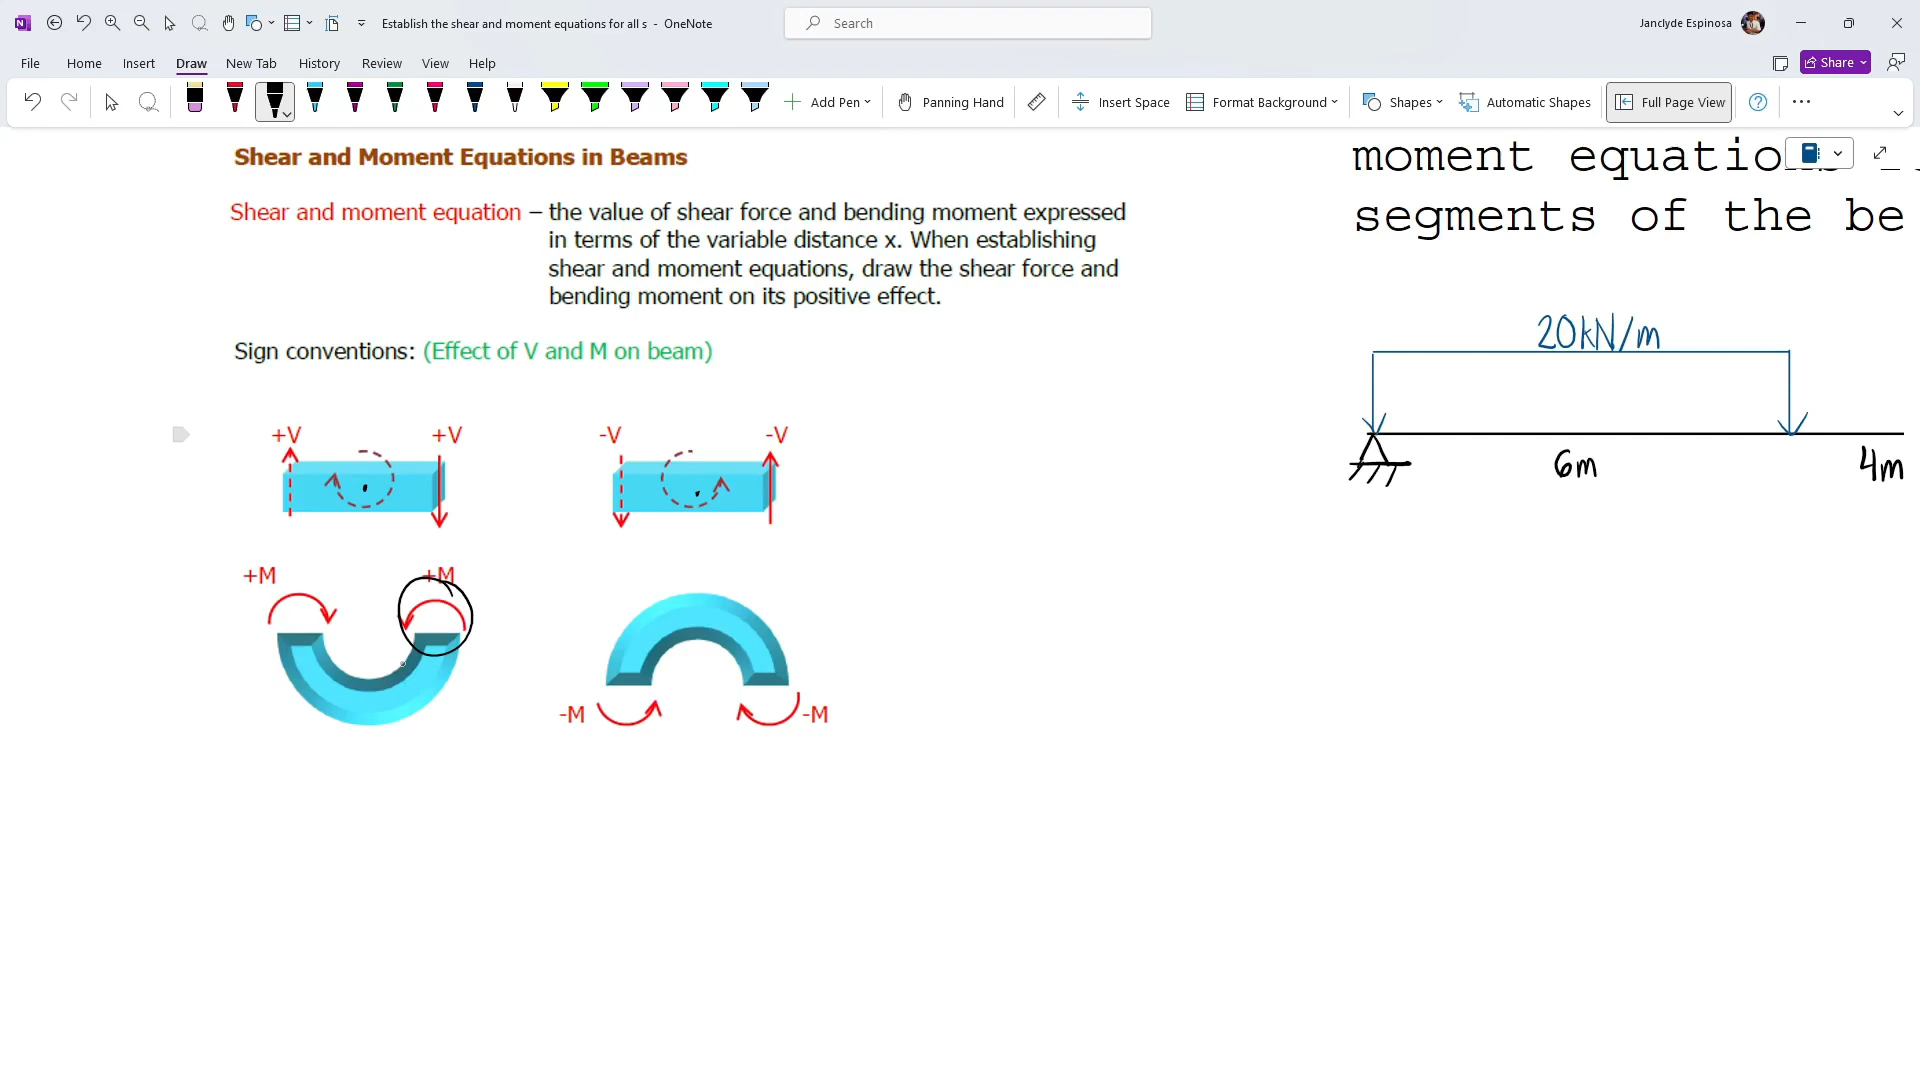 Establish the shear and moment equations for all s - OneNote
Search
Janclyde Espinosa
File Home Insert Draw New Tab History Review View Help
Share
Add Pen
Panning Hand
Insert Space
Format Background
Shapes
Automatic Shapes
Full Page View
Shear and Moment Equations in Beams
Shear and moment equation – the value of shear force and bending moment expressed
in terms of the variable distance x. When establishing
shear and moment equations, draw the shear force and
bending moment on its positive effect.
Sign conventions: (Effect of V and M on beam)
+V +V -V -V
+M +M
-M -M
moment equatio
segments of the be
20kN/m
6m 4m